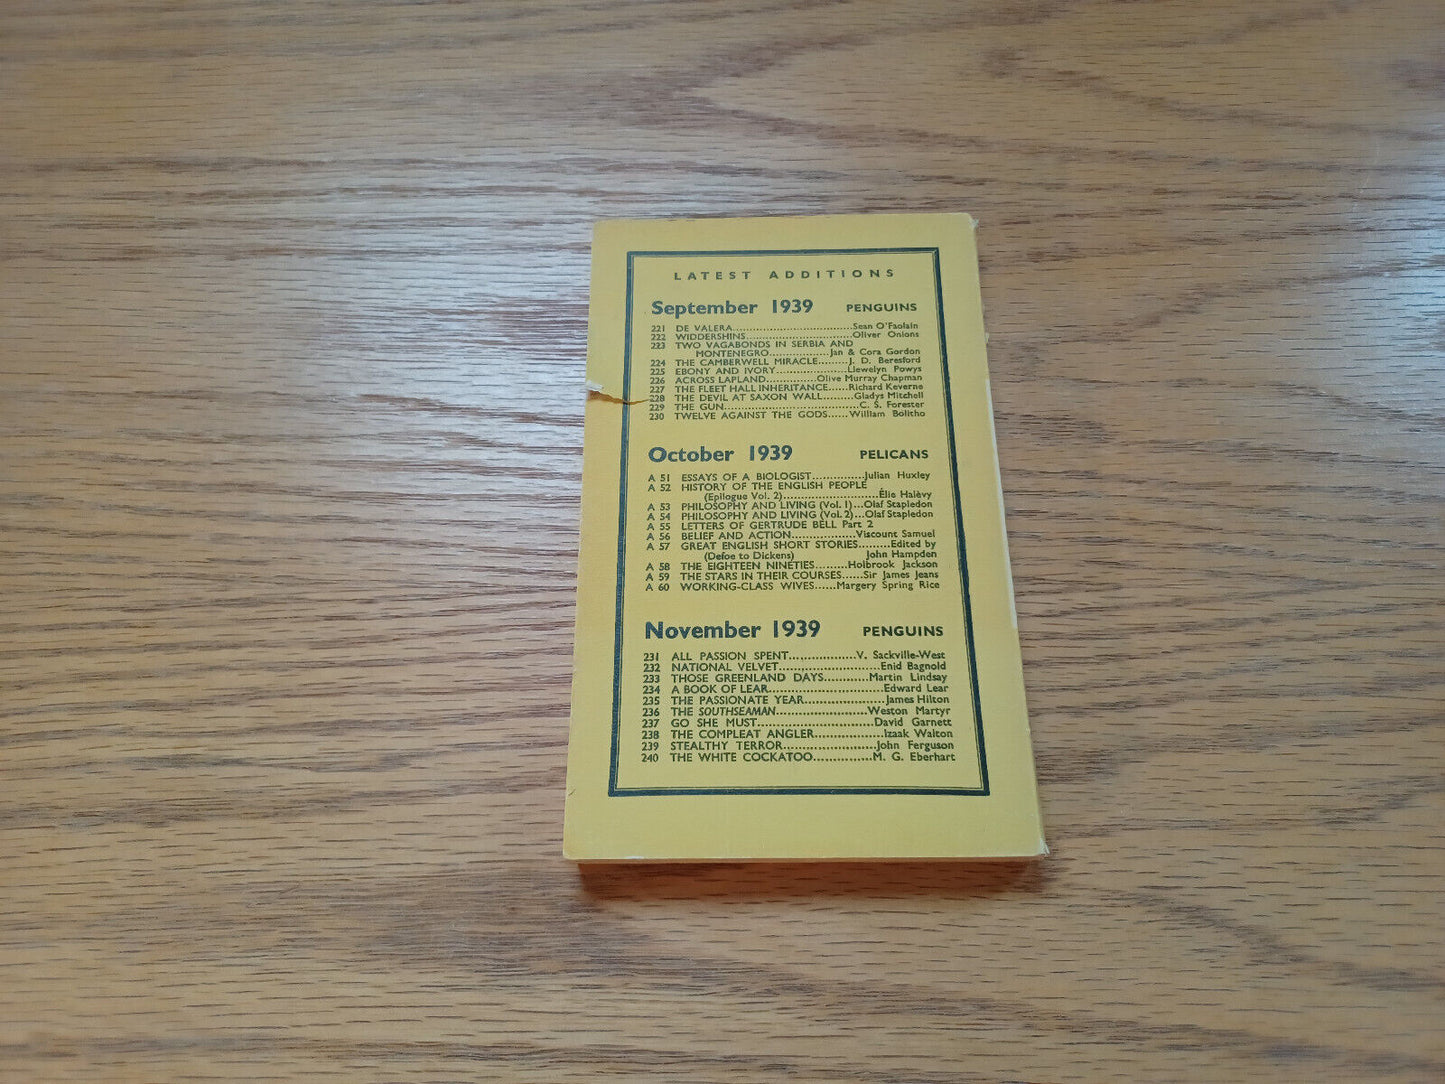 LATEST ADDITIONS
September 1939 PENGUINS
221 DE VALERA..............................Sean O'Faolain
222 WIDDERSHINS..........................Oliver Onions
223 TWO VAGABONDS IN SERBIA AND
MONTENEGRO...............Jan & Cora Gordon
224 THE CAMBERWELL MIRACLE.........J. D. Beresford
225 EBONY AND IVORY...................Llewelyn Powys
226 ACROSS LAPLAND.............Olive Murray Chapman
227 THE FLEET HALL INHERITANCE......Richard Keverne
228 THE DEVIL AT SAXON WALL.........Gladys Mitchell
229 THE GUN....................................C. S. Forester
230 TWELVE AGAINST THE GODS......William Bolitho
October 1939 PELICANS
A 51 ESSAYS OF A BIOLOGIST..............Julian Huxley
A 52 HISTORY OF THE ENGLISH PEOPLE
(Epilogue Vol. 2)..........................Élie Halèvy
A 53 PHILOSOPHY AND LIVING (Vol. 1)...Olaf Stapledon
A 54 PHILOSOPHY AND LIVING (Vol. 2)...Olaf Stapledon
A 55 LETTERS OF GERTRUDE BELL Part 2
A 56 BELIEF AND ACTION.................Viscount Samuel
A 57 GREAT ENGLISH SHORT STORIES.........Edited by
(Defoe to Dickens) John Hampden
A 58 THE EIGHTEEN NINETIES.........Holbrook Jackson
A 59 THE STARS IN THEIR COURSES......Sir James Jeans
A 60 WORKING-CLASS WIVES......Margery Spring Rice
November 1939 PENGUINS
231 ALL PASSION SPENT..................V. Sackville-West
232 NATIONAL VELVET...........................Enid Bagnold
233 THOSE GREENLAND DAYS............Martin Lindsay
234 A BOOK OF LEAR..............................Edward Lear
235 THE PASSIONATE YEAR.....................James Hilton
236 THE SOUTHSEAMAN........................Weston Martyr
237 GO SHE MUST..............................David Garnett
238 THE COMPLEAT ANGLER..................Izaak Walton
239 STEALTHY TERROR........................John Ferguson
240 THE WHITE COCKATOO...............M. G. Eberhart